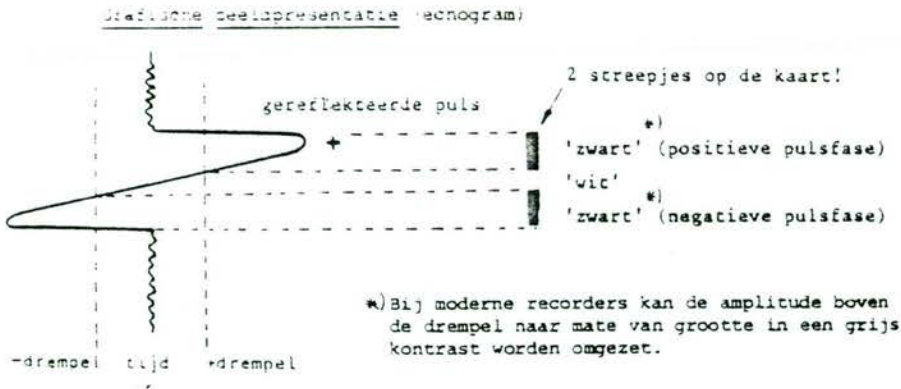 Grafische beeldpresentatie (echogram)
2 streepjes op de kaart!
gereflekteerde puls
+
*)
'zwart' (positieve pulsfase)
'wit'
*)
'zwart' (negatieve pulsfase)
*) Bij moderne recorders kan de amplitude boven
de drempel naar mate van grootte in een grijs
kontrast worden omgezet.
-drempel tijd +drempel